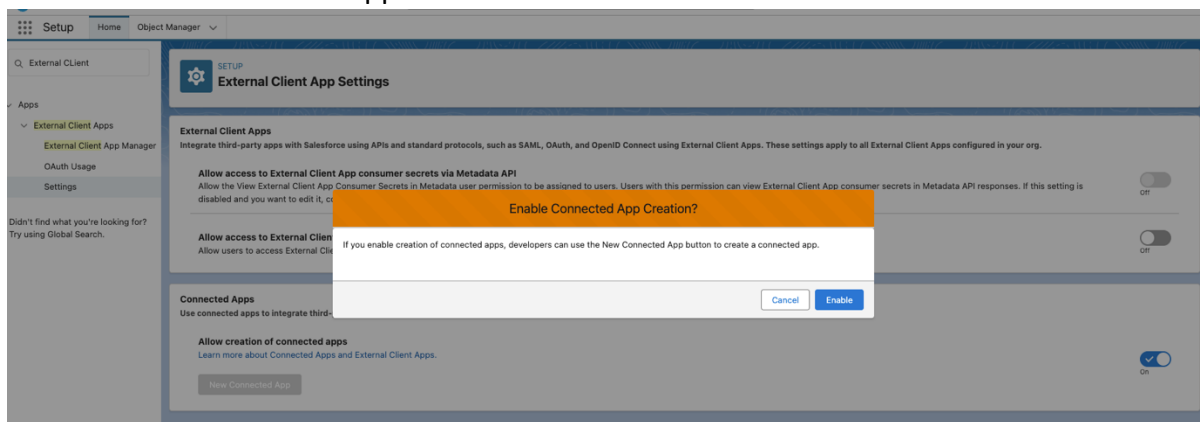 App
Setup
Home
Object Manager
External CLient
SETUP
External Client App Settings
Apps
External Client Apps
External Client App Manager
OAuth Usage
Settings
Didn't find what you're looking for?
Try using Global Search.
External Client Apps
Integrate third-party apps with Salesforce using APIs and standard protocols, such as SAML, OAuth, and OpenID Connect using External Client Apps. These settings apply to all External Client Apps configured in your org.
Allow access to External Client App consumer secrets via Metadata API
Allow the View External Client App Consumer Secrets in Metadata user permission to be assigned to users. Users with this permission can view External Client App consumer secrets in Metadata API responses. If this setting is
disabled and you want to edit it,
Off
Enable Connected App Creation?
Allow access to External Clien
Allow users to access External Clie
Off
If you enable creation of connected apps, developers can use the New Connected App button to create a connected app.
Cancel
Enable
Connected Apps
Use connected apps to integrate third-
Allow creation of connected apps
Learn more about Connected Apps and External Client Apps.
On
New Connected App